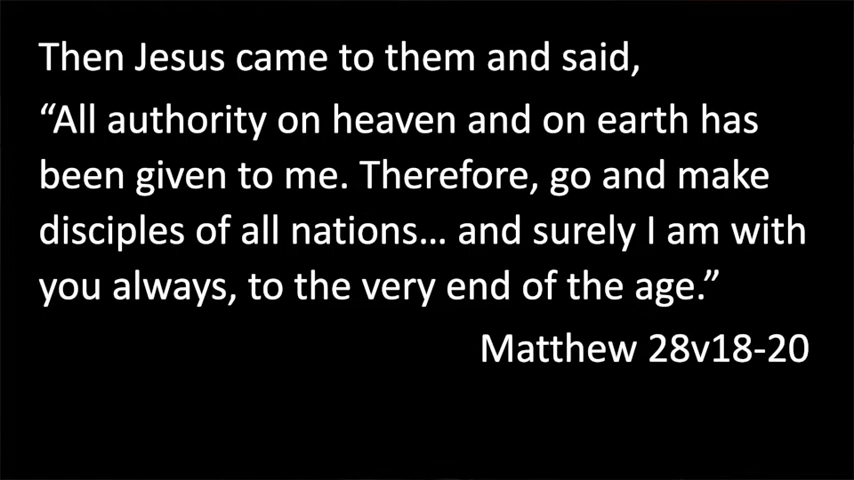 Then Jesus came to them and said,
“All authority on heaven and on earth has
been given to me. Therefore, go and make
disciples of all nations… and surely I am with
you always, to the very end of the age.”
Matthew 28v18-20